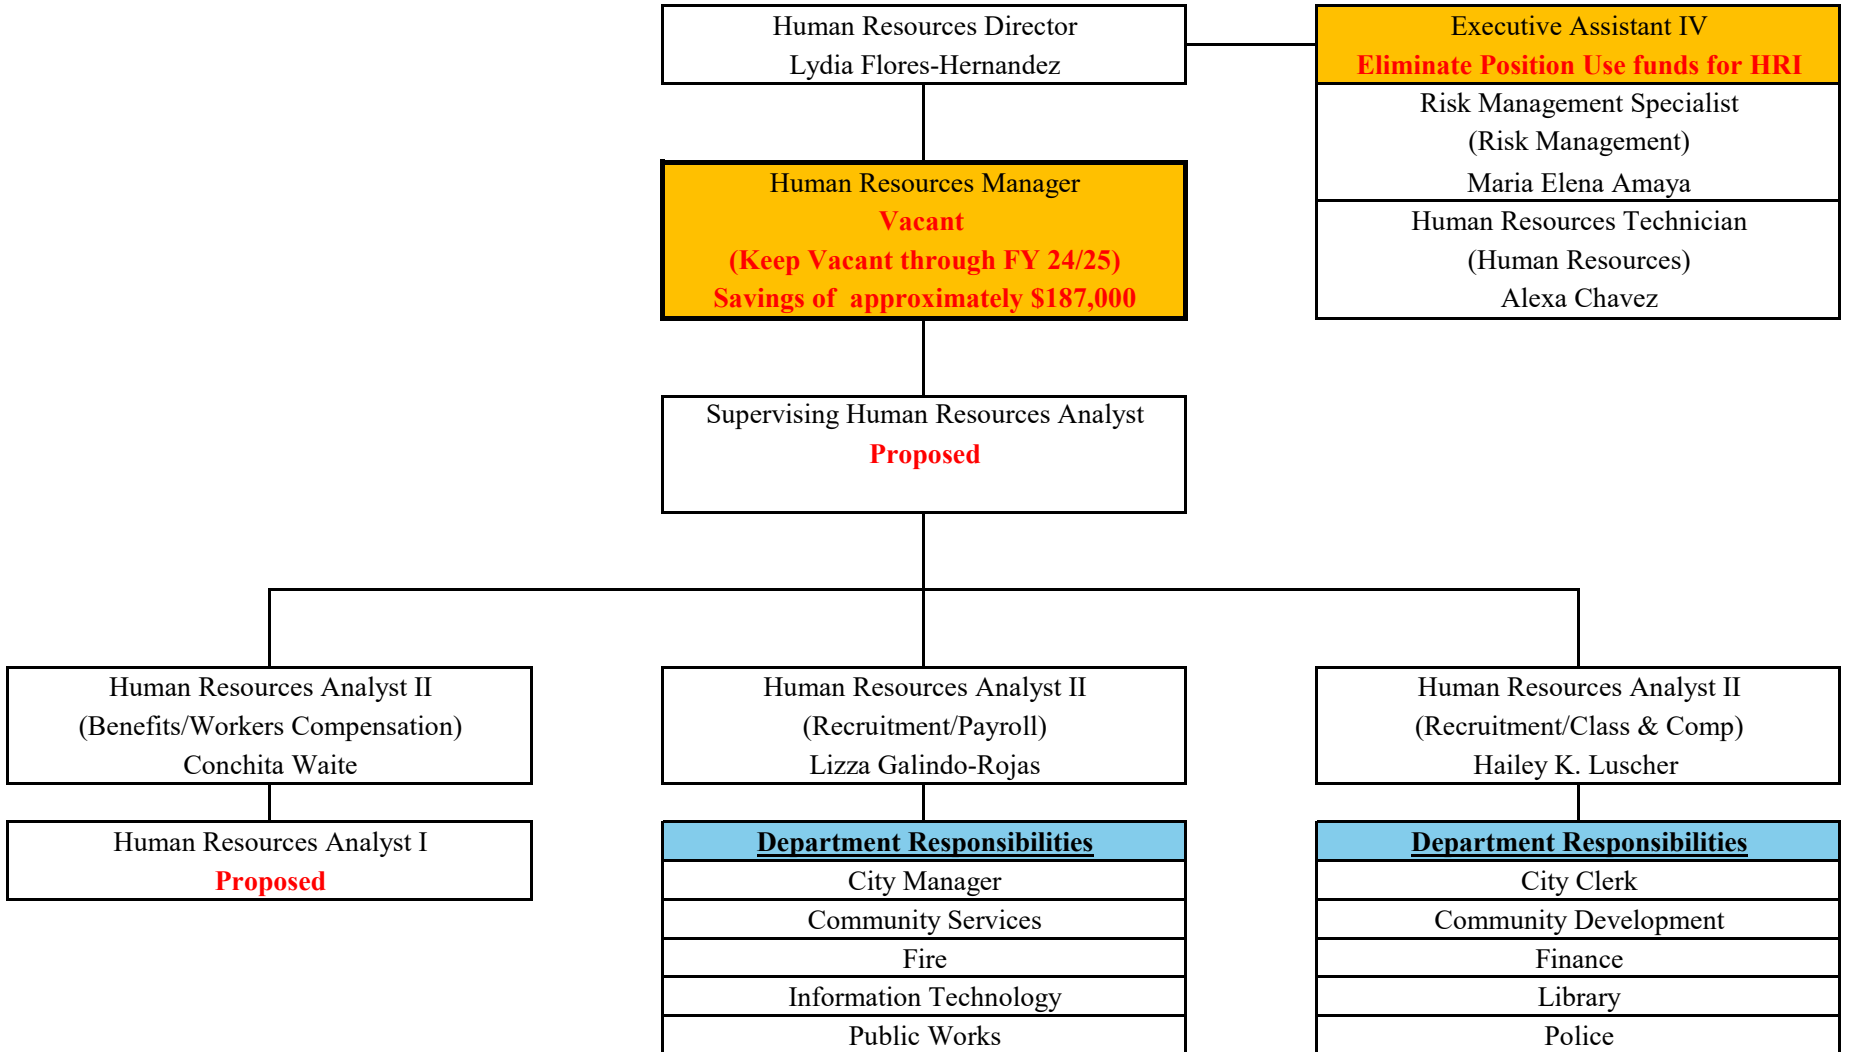 Human Resources Director
Lydia Flores-Hernandez
Executive Assistant IV
Eliminate Position Use funds for HRI
Risk Management Specialist
(Risk Management)
Maria Elena Amaya
Human Resources Technician
(Human Resources)
Alexa Chavez
Human Resources Manager
Vacant
(Keep Vacant through FY 24/25)
Savings of approximately $187,000
Supervising Human Resources Analyst
Proposed
Human Resources Analyst II
(Benefits/Workers Compensation)
Conchita Waite
Human Resources Analyst I
Proposed
Human Resources Analyst II
(Recruitment/Payroll)
Lizza Galindo-Rojas
Department Responsibilities
City Manager
Community Services
Fire
Information Technology
Public Works
Human Resources Analyst II
(Recruitment/Class & Comp)
Hailey K. Luscher
Department Responsibilities
City Clerk
Community Development
Finance
Library
Police